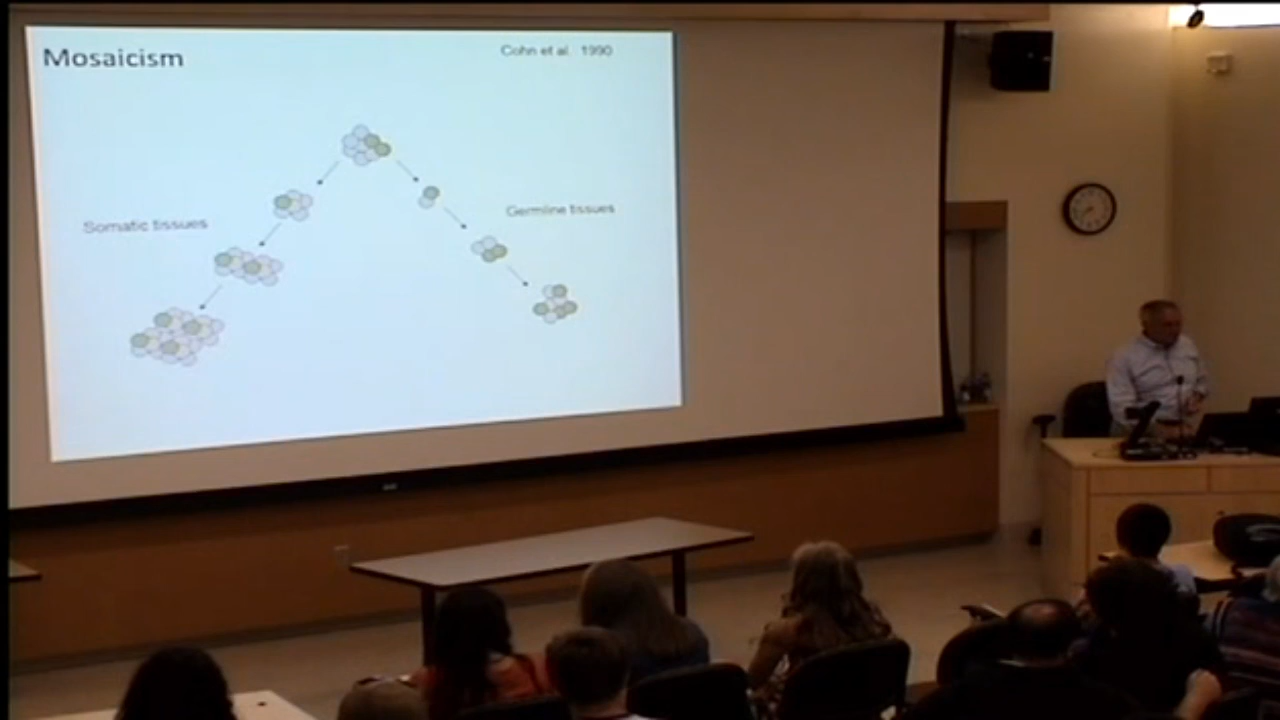 Mosaicism
Cohn et al. 1990
Somatic tissues
Germline tissues